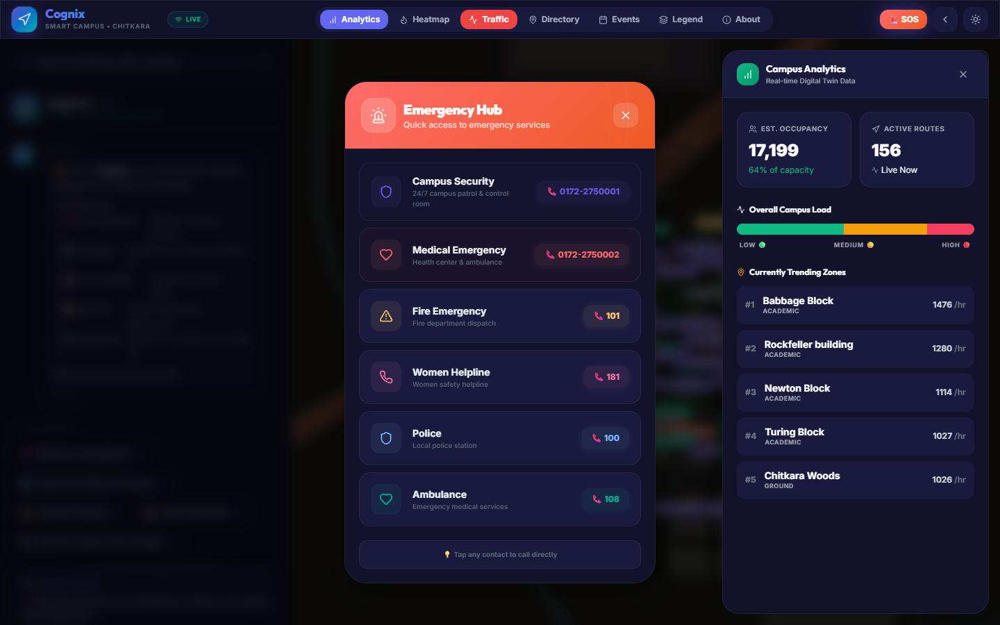 Cognix
SMART CAMPUS • CHITKARA
LIVE
Analytics
Heatmap
Traffic
Directory
Events
Legend
About
SOS
Emergency Hub
Quick access to emergency services
Campus Security
24/7 campus patrol & control
room
0172-2750001
Medical Emergency
Health center & ambulance
0172-2750002
Fire Emergency
Fire department dispatch
101
Women Helpline
Women safety helpline
181
Police
Local police station
100
Ambulance
Emergency medical services
108
Tap any contact to call directly
Campus Analytics
Real-time Digital Twin Data
EST. OCCUPANCY
17,199
64% of capacity
ACTIVE ROUTES
156
Live Now
Overall Campus Load
LOW
MEDIUM
HIGH
Currently Trending Zones
#1 Babbage Block 1476 /hr
ACADEMIC
#2 Rockfeller building 1280 /hr
ACADEMIC
#3 Newton Block 1114 /hr
ACADEMIC
#4 Turing Block 1027 /hr
ACADEMIC
#5 Chitkara Woods 1026 /hr
GROUND